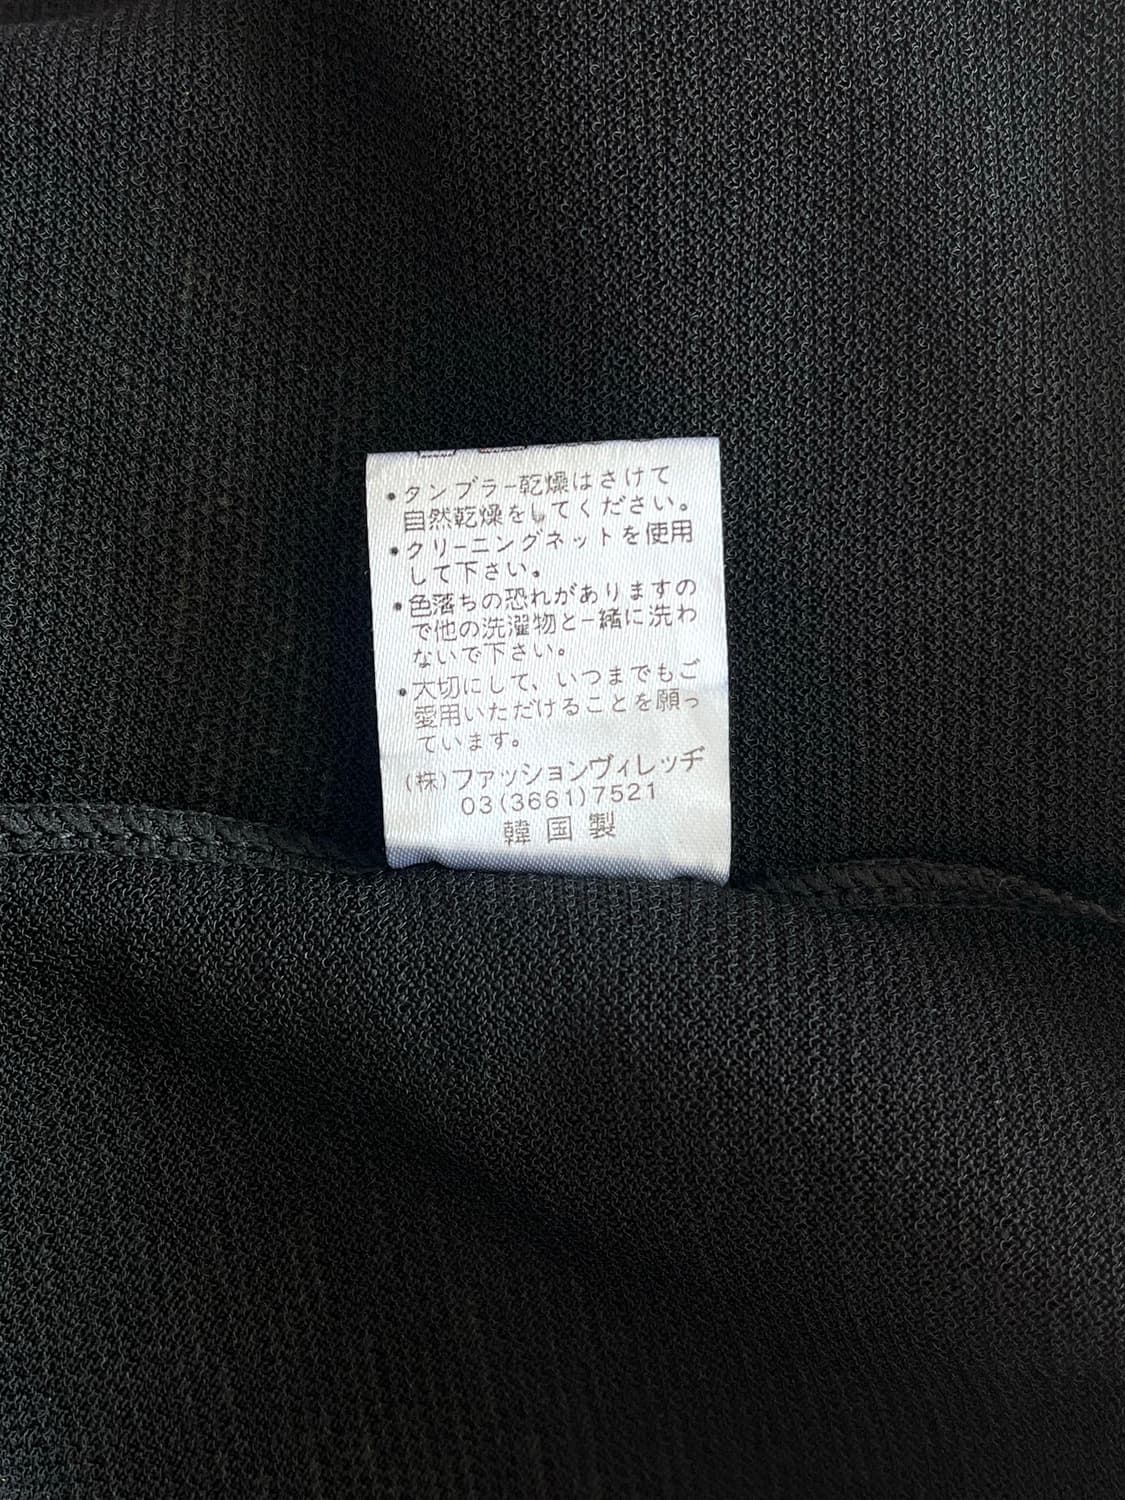 •タンブラー乾燥はさけて
自然乾燥をしてください。
•クリーニングネットを使用
して下さい。
•色落ちの恐れがありますの
で他の洗濯物と一緒に洗わ
ないで下さい。
•大切にして、いつまでもご
愛用いただけることを願っ
ています。
(株)ファッションヴィレッヂ
03(3661)7521
韓国製